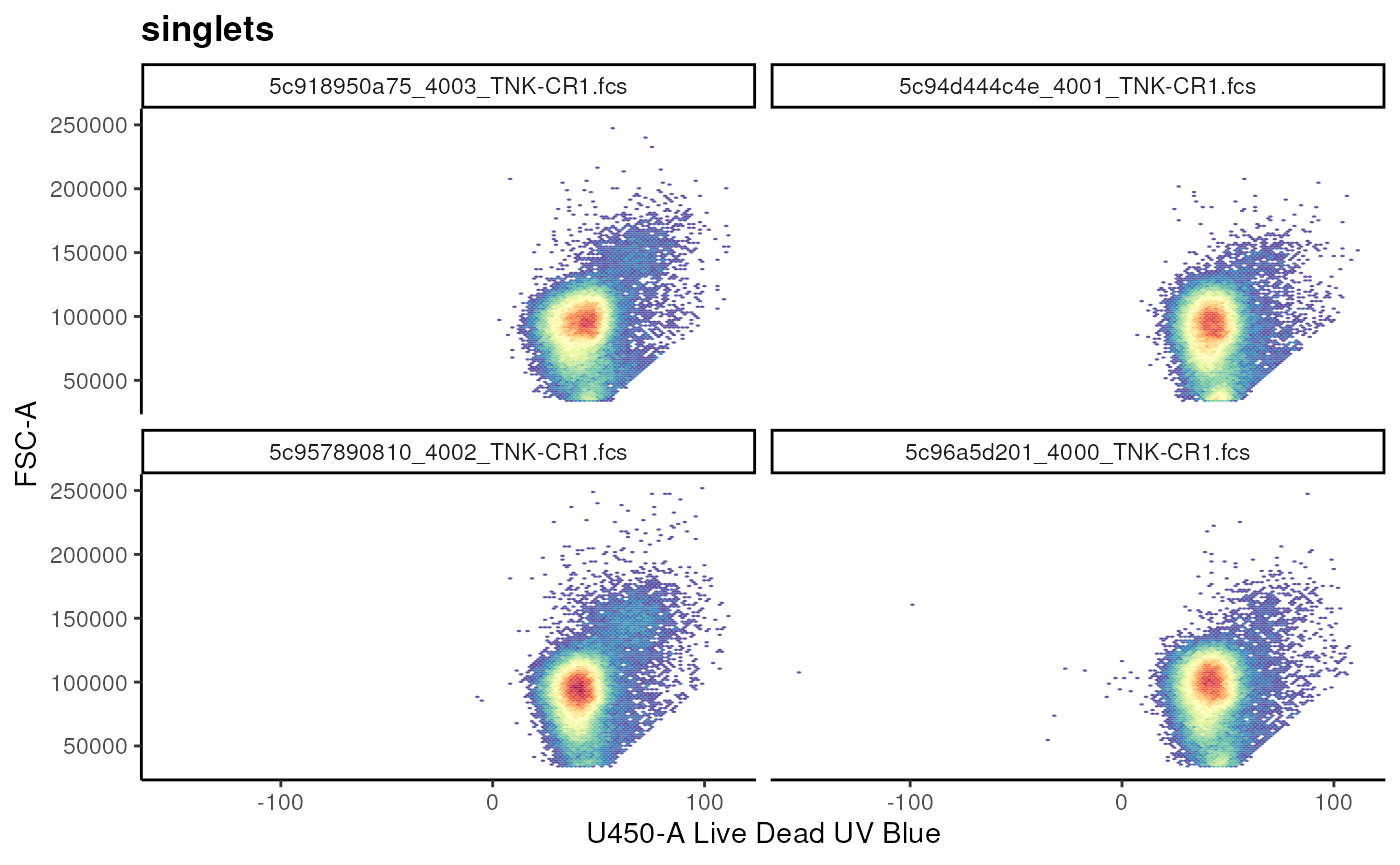 singlets
5c918950a75_4003_TNK-CR1.fcs
5c94d444c4e_4001_TNK-CR1.fcs
250000
200000
150000
100000
50000
FSC-A
5c957890810_4002_TNK-CR1.fcs
5c96a5d201_4000_TNK-CR1.fcs
250000
200000
150000
100000
50000
-100
0
100
-100
0
100
U450-A Live Dead UV Blue